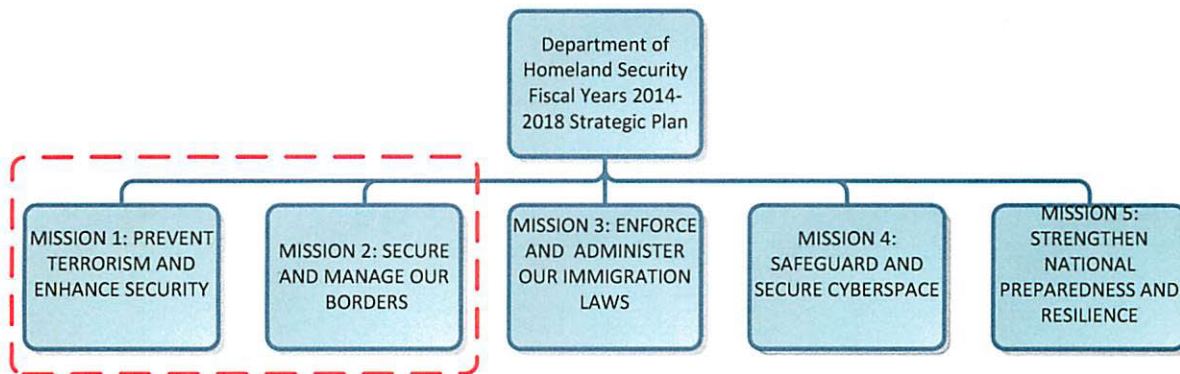 Department of
Homeland Security
Fiscal Years 2014-
2018 Strategic Plan
MISSION 1: PREVENT
TERRORISM AND
ENHANCE SECURITY
MISSION 2: SECURE
AND MANAGE OUR
BORDERS
MISSION 3: ENFORCE
AND ADMINISTER
OUR IMMIGRATION
LAWS
MISSION 4:
SAFEGUARD AND
SECURE CYBERSPACE
MISSION 5:
STRENGTHEN
NATIONAL
PREPAREDNESS AND
RESILIENCE